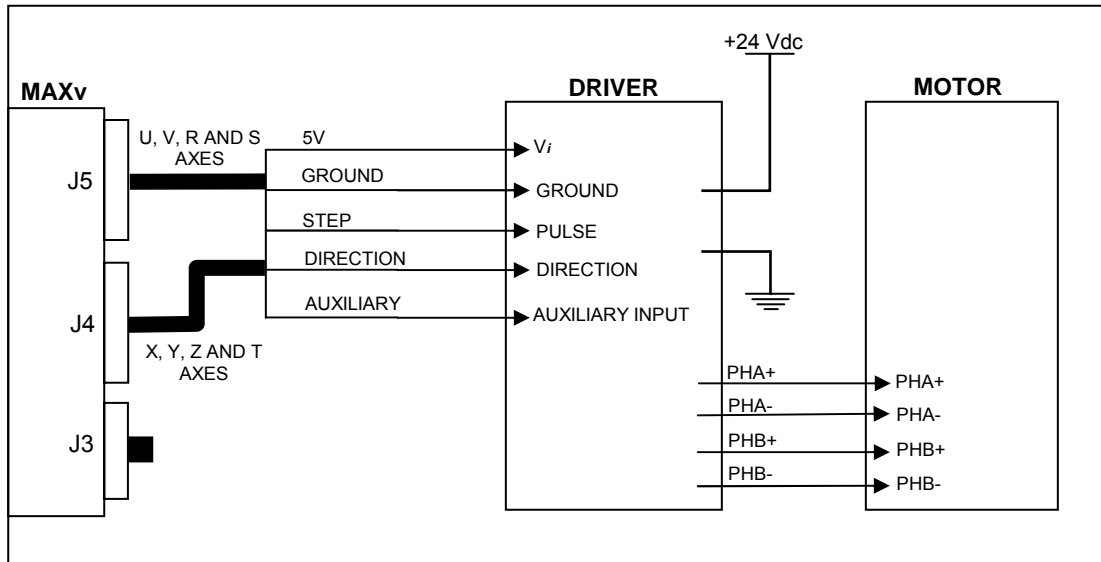 +24 Vdc
MAXv
DRIVER
MOTOR
U, V, R AND S
AXES
J5
5V
GROUND
STEP
DIRECTION
AUXILIARY
Vi
GROUND
PULSE
DIRECTION
AUXILIARY INPUT
J4
X, Y, Z AND T
AXES
J3
PHA+
PHA-
PHB+
PHB-
PHA+
PHA-
PHB+
PHB-